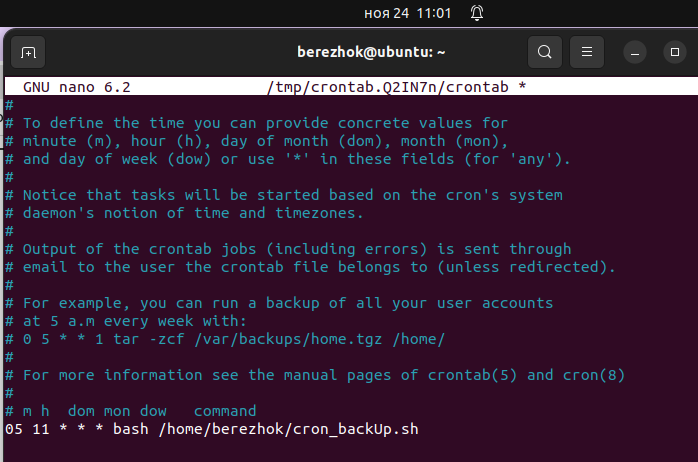 ноя 24 11:01
berezhok@ubuntu: ~
GNU nano 6.2 /tmp/crontab.Q2IN7n/crontab *
#
# To define the time you can provide concrete values for
# minute (m), hour (h), day of month (dom), month (mon),
# and day of week (dow) or use '*' in these fields (for 'any').
#
# Notice that tasks will be started based on the cron's system
# daemon's notion of time and timezones.
#
# Output of the crontab jobs (including errors) is sent through
# email to the user the crontab file belongs to (unless redirected).
#
# For example, you can run a backup of all your user accounts
# at 5 a.m every week with:
# 0 5 * * 1 tar -zcf /var/backups/home.tgz /home/
#
# For more information see the manual pages of crontab(5) and cron(8)
#
# m h  dom mon dow   command
05 11 * * * bash /home/berezhok/cron_backUp.sh